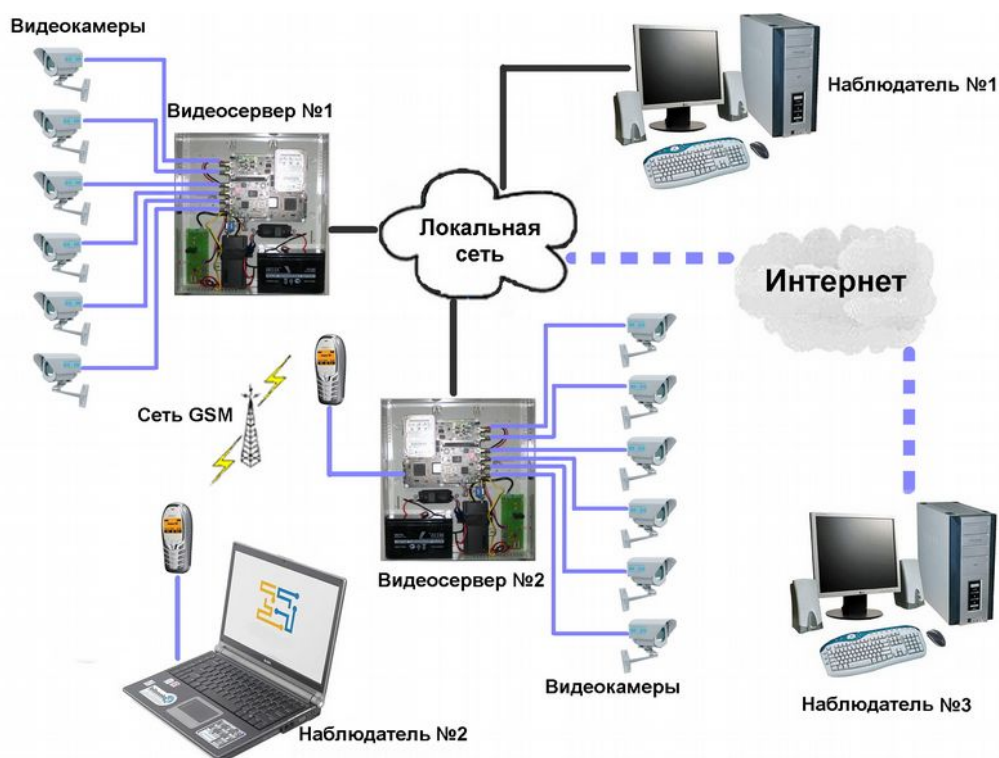 Видеокамеры
Видеосервер №1
Наблюдатель №1
Локальная
сеть
Интернет
Сеть GSM
Видеосервер №2
Видеокамеры
Наблюдатель №3
Наблюдатель №2